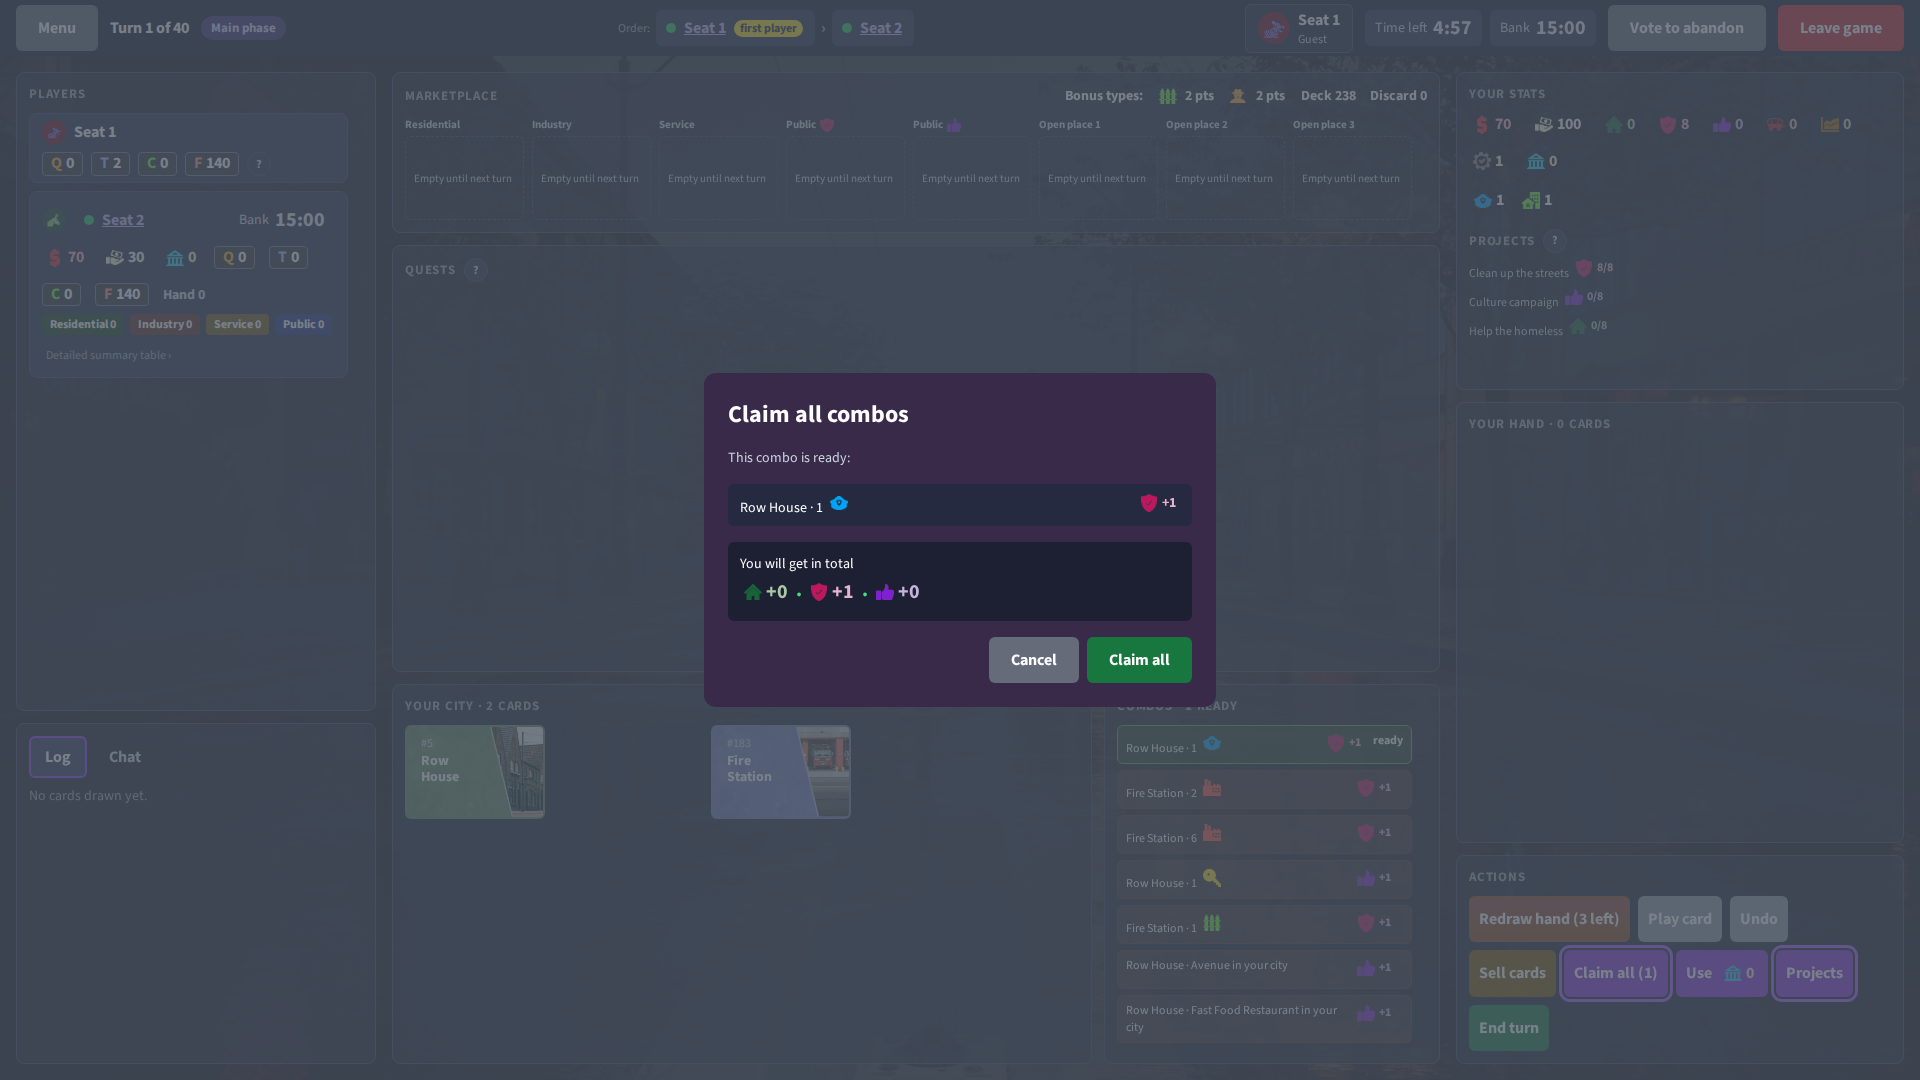 Menu
Turn 1 of 40
Main phase
Order:
Seat 1
first player
›
Seat 2
Seat 1
Guest
Time left 4:57
Bank 15:00
Vote to abandon
Leave game
PLAYERS
Seat 1
Q 0
T 2
C 0
F 140
?
Seat 2
Bank 15:00
70
30
0
Q 0
T 0
C 0
F 140
Hand 0
Residential 0
Industry 0
Service 0
Public 0
Detailed summary table ›
MARKETPLACE
Bonus types:
2 pts
2 pts
Deck 238
Discard 0
Residential
Industry
Service
Public
Public
Open place 1
Open place 2
Open place 3
Empty until next turn
Empty until next turn
Empty until next turn
Empty until next turn
Empty until next turn
Empty until next turn
Empty until next turn
Empty until next turn
QUESTS
?
YOUR STATS
$ 70
100
0
8
0
0
0
1
0
1
1
PROJECTS
?
Clean up the streets 8/8
Culture campaign 0/8
Help the homeless 0/8
YOUR HAND · 0 CARDS
Claim all combos
This combo is ready:
Row House · 1
+1
You will get in total
+0 • +1 • +0
Cancel
Claim all
Log
Chat
No cards drawn yet.
YOUR CITY · 2 CARDS
#5
Row
House
#183
Fire
Station
COMBOS · 1 READY
Row House · 1 +1 ready
Fire Station · 2 +1
Fire Station · 6 +1
Row House · 1 +1
Fire Station · 1 +1
Row House · Avenue in your city +1
Row House · Fast Food Restaurant in your +1
city
ACTIONS
Redraw hand (3 left)
Play card
Undo
Sell cards
Claim all (1)
Use 0
Projects
End turn